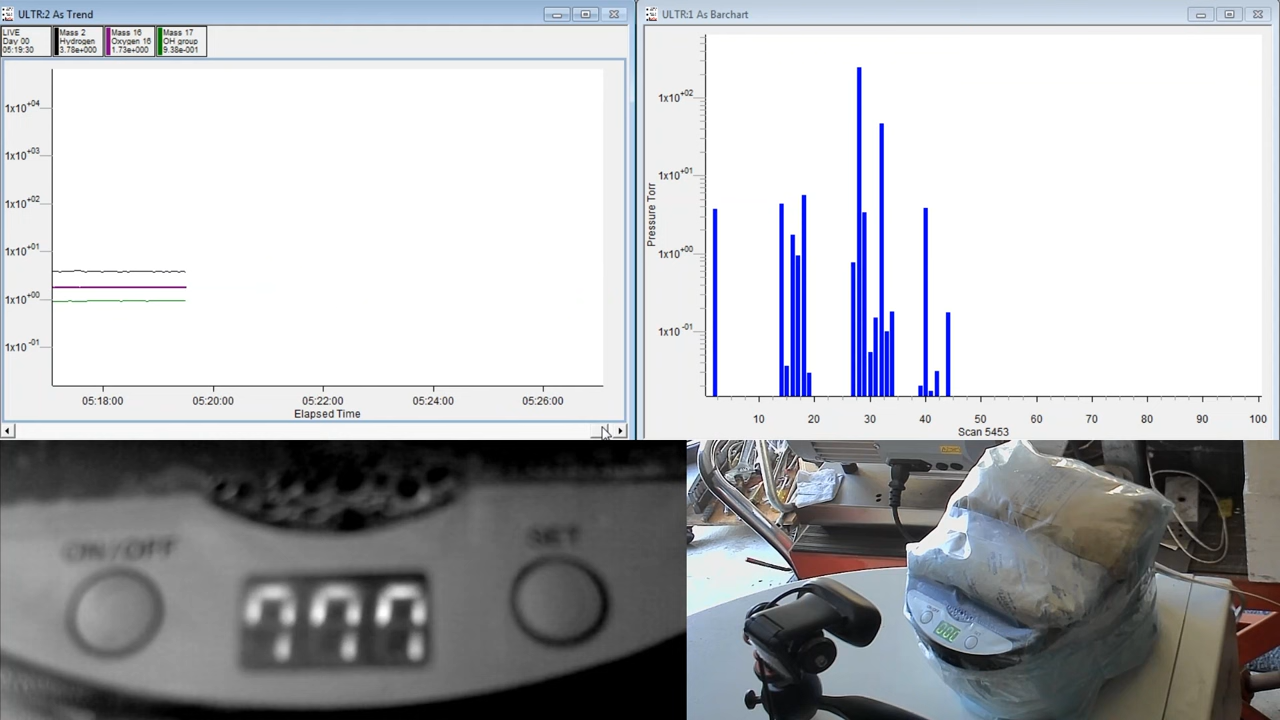 ULTR:2 As Trend
LIVE
Day 00
05:19:30
Mass 2
Hydrogen
3.78e+000
Mass 16
Oxygen 16
1.73e+000
Mass 17
OH group
9.38e-001
1x10+04
1x10+03
1x10+02
1x10+01
1x10+00
1x10-01
05:18:00 05:20:00 05:22:00 05:24:00 05:26:00
Elapsed Time
ULTR:1 As Barchart
Pressure Torr
1x10+02
1x10+01
1x10+00
1x10-01
10 20 30 40 50 60 70 80 90 100
Scan 5453
ON/OFF
SET